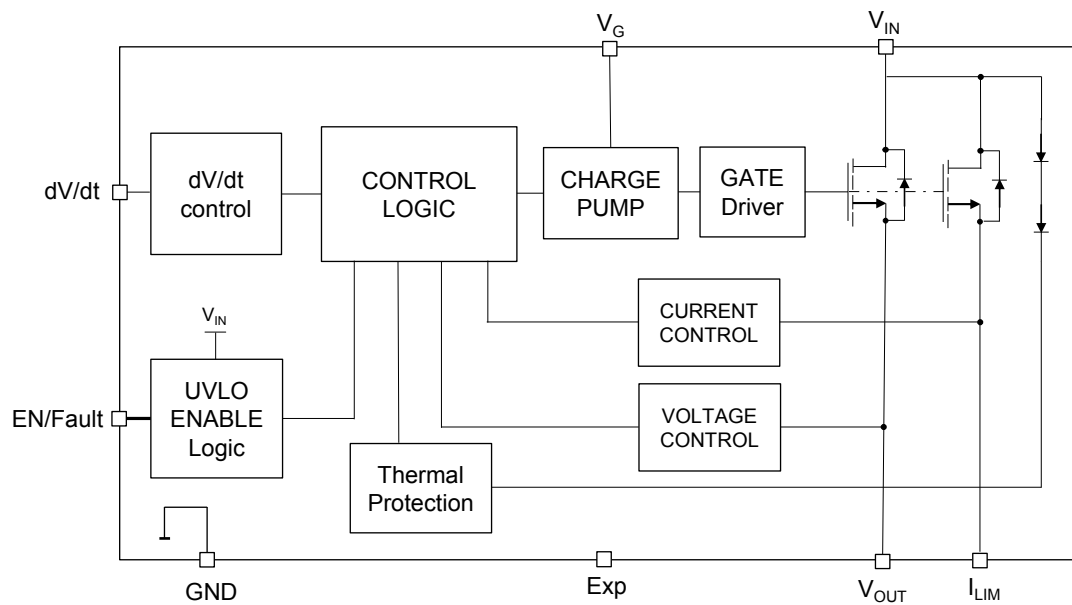 V_G
V_IN
dV/dt
dV/dt
control
CONTROL
LOGIC
CHARGE
PUMP
GATE
Driver
CURRENT
CONTROL
V_IN
EN/Fault
UVLO
ENABLE
Logic
VOLTAGE
CONTROL
Thermal
Protection
GND
Exp
V_OUT
I_LIM